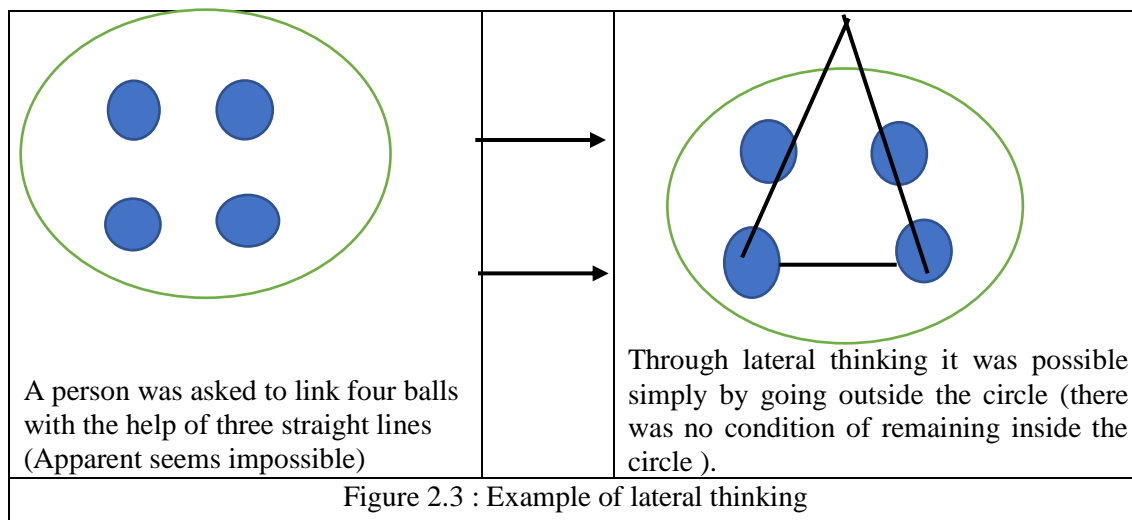 A person was asked to link four balls
with the help of three straight lines
(Apparent seems impossible)
Through lateral thinking it was possible
simply by going outside the circle (there
was no condition of remaining inside the
circle ).
Figure 2.3 : Example of lateral thinking